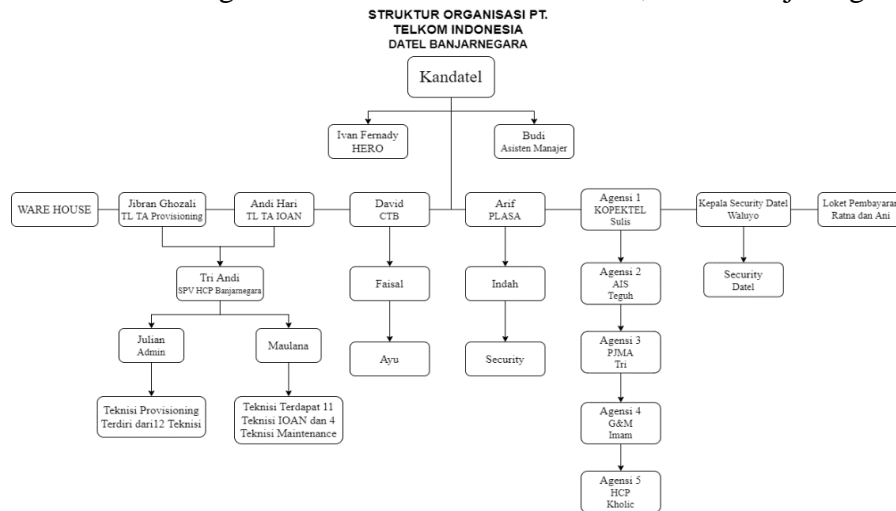 STRUKTUR ORGANISASI PT.
TELKOM INDONESIA
DATEL BANJARNEGARA
Kandatel
Ivan Fernady
HERO
Budi
Asisten Manajer
WARE HOUSE
Jibran Ghozali
TL TA Provisioning
Andi Hari
TL TA IOAN
David
CTB
Arif
PLASA
Agensi 1
KOPEKTEL
Sulis
Kepala Security Datel
Waluyo
Loket Pembayaran
Ratna dan Ani
Tri Andi
SPV HCP Banjarnegara
Faisal
Indah
Agensi 2
AIS
Teguh
Security
Datel
Julian
Admin
Maulana
Ayu
Security
Agensi 3
PJMA
Tri
Teknisi Provisioning
Terdiri dari12 Teknisi
Teknisi Terdapat 11
Teknisi IOAN dan 4
Teknisi Maintenance
Agensi 4
G&M
Imam
Agensi 5
HCP
Kholic